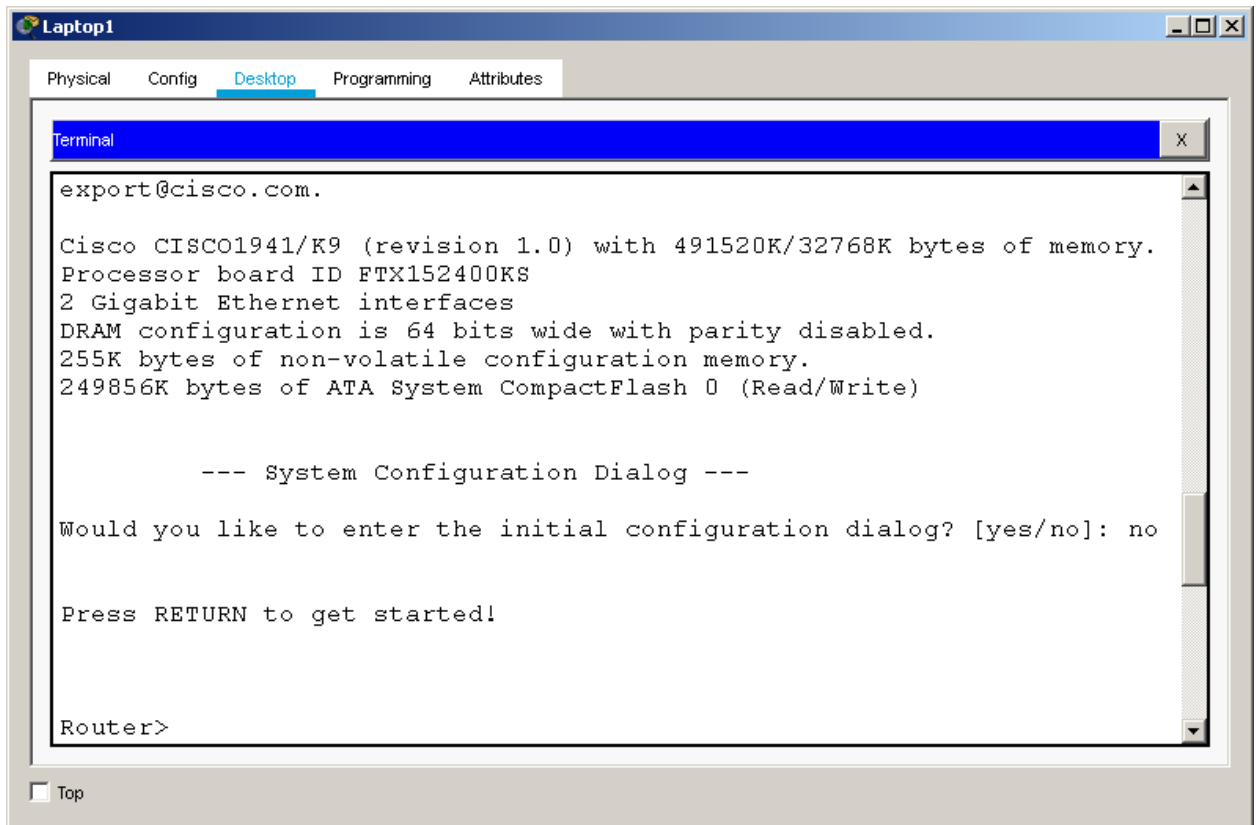 Laptop1
Physical Config Desktop Programming Attributes
Terminal X
export@cisco.com.
Cisco CISCO1941/K9 (revision 1.0) with 491520K/32768K bytes of memory.
Processor board ID FTX152400KS
2 Gigabit Ethernet interfaces
DRAM configuration is 64 bits wide with parity disabled.
255K bytes of non-volatile configuration memory.
249856K bytes of ATA System CompactFlash 0 (Read/Write)
--- System Configuration Dialog ---
Would you like to enter the initial configuration dialog? [yes/no]: no
Press RETURN to get started!
Router>
Top